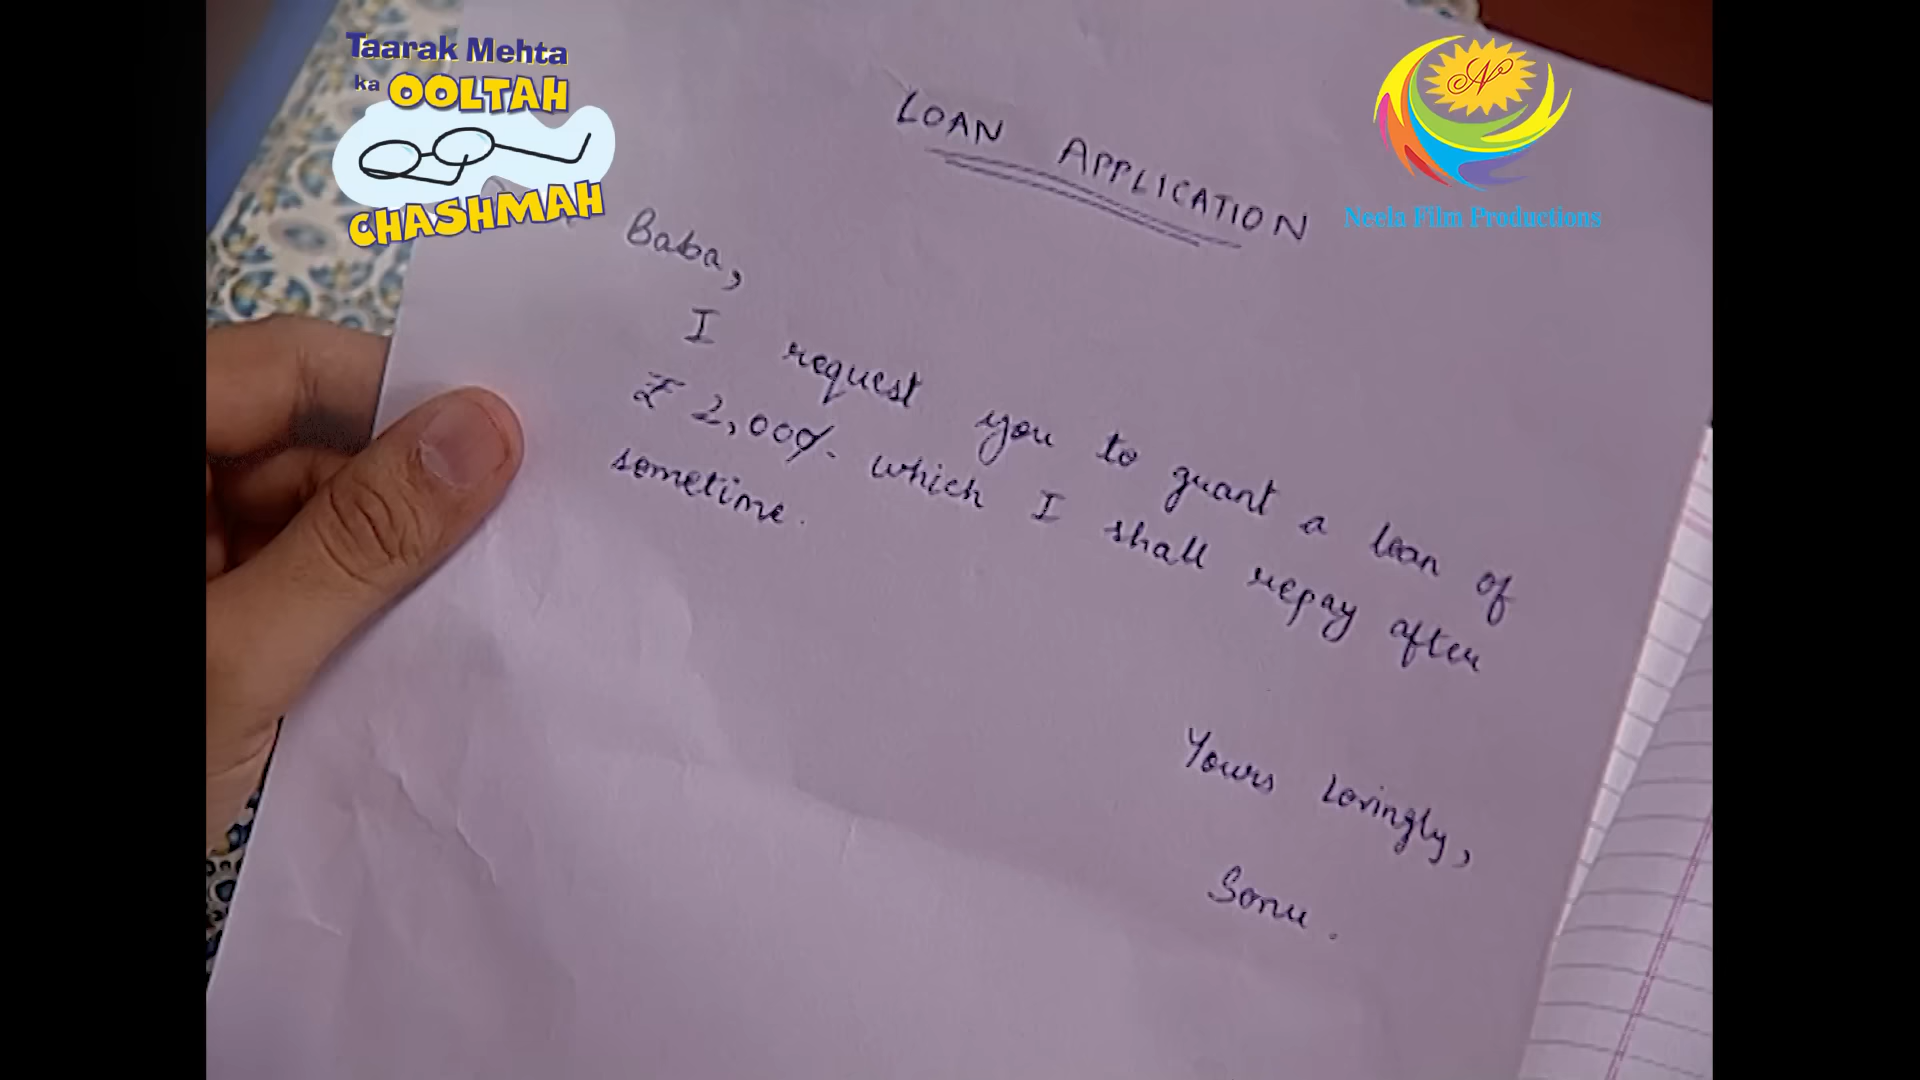 Taarak Mehta
ka OOLTAH
CHASHMAH
N
Neela Film Productions
LOAN APPLICATION
Baba,
I request you to grant a loan of
₹ 2,000/- which I shall repay after
sometime.
Yours Lovingly,
Sonu.